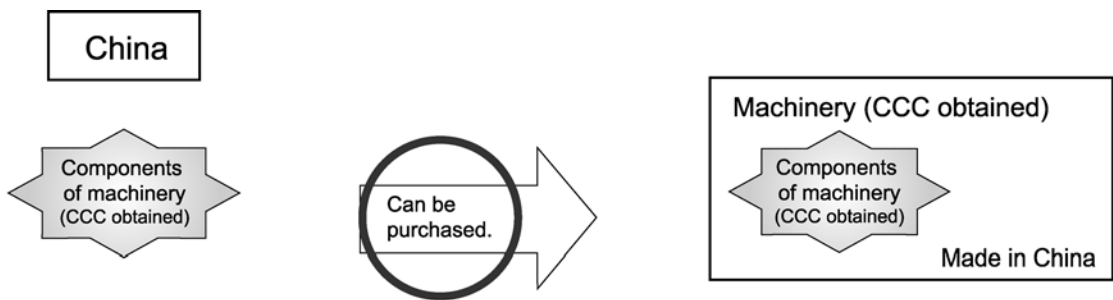 China
Components
of machinery
(CCC obtained)
Can be
purchased.
Machinery (CCC obtained)
Components
of machinery
(CCC obtained)
Made in China